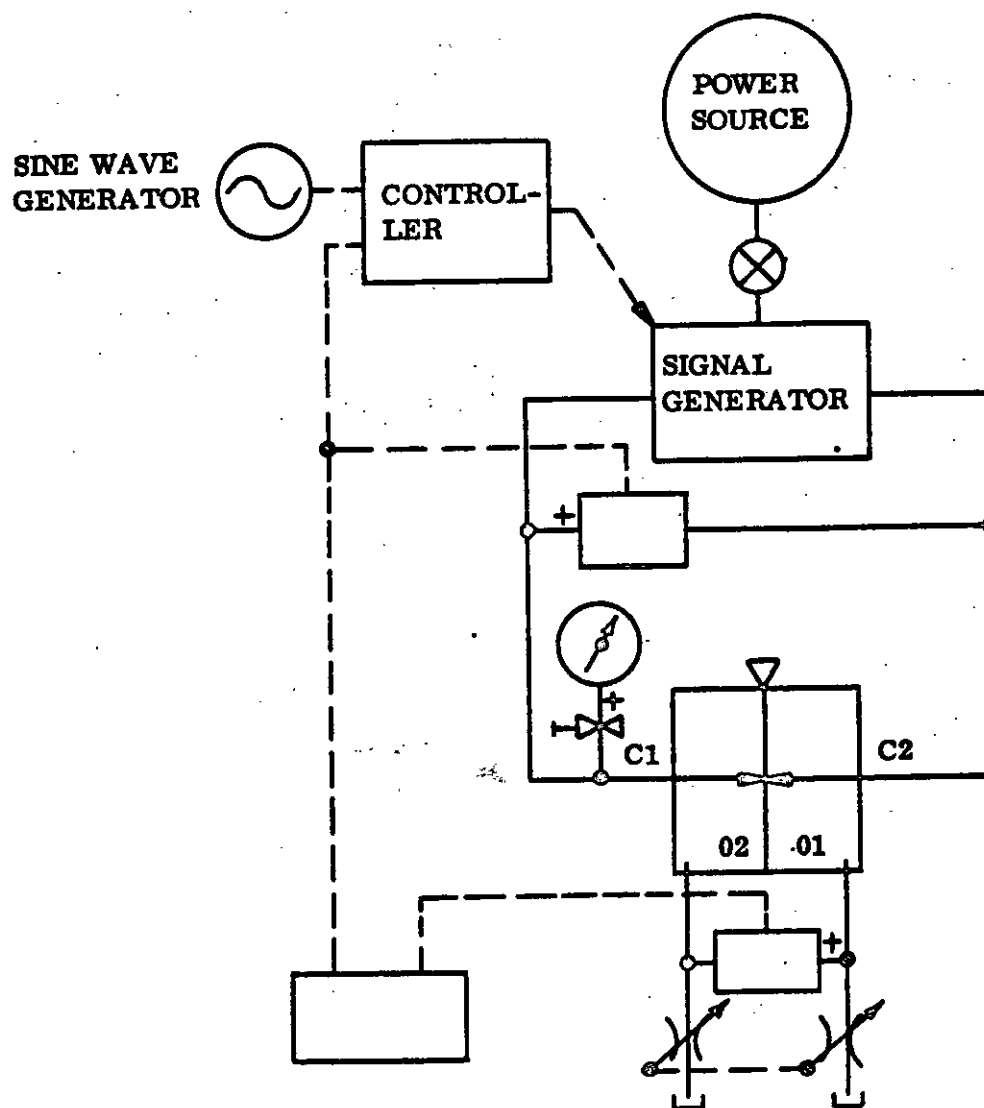 POWER
SOURCE
SINE WAVE
GENERATOR
CONTROL-
LER
SIGNAL
GENERATOR
+
+
C1
C2
02
01
+